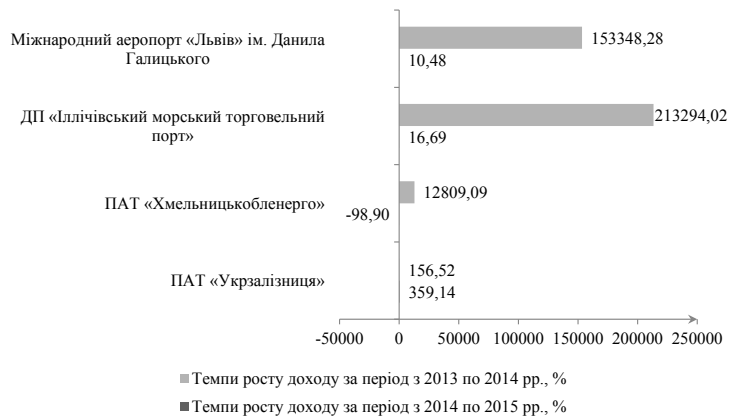 Міжнародний аеропорт «Львів» ім. Данила
Галицького
153348,28
10,48
ДП «Іллічівський морський торговельний
порт»
213294,02
16,69
ПАТ «Хмельницькобленерго»
12809,09
-98,90
ПАТ «Укрзалізниця»
156,52
359,14
-50000 0 50000 100000 150000 200000 250000
Темпи росту доходу за період з 2013 по 2014 рр., %
Темпи росту доходу за період з 2014 по 2015 рр., %